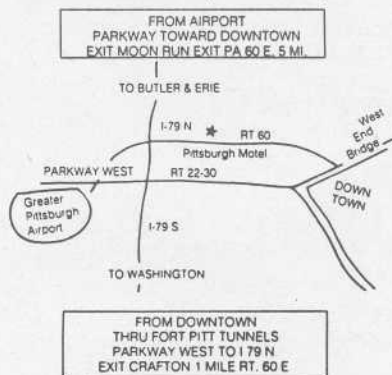 FROM AIRPORT
PARKWAY TOWARD DOWNTOWN
EXIT MOON RUN EXIT PA 60 E. 5 MI.
TO BUTLER & ERIE
I-79 N
RT 60
West
End
Bridge
Pittsburgh Motel
PARKWAY WEST
RT 22-30
DOWN
TOWN
Greater
Pittsburgh
Airport
I-79 S
TO WASHINGTON
FROM DOWNTOWN
THRU FORT PITT TUNNELS
PARKWAY WEST TO I 79 N
EXIT CRAFTON 1 MILE RT. 60 E